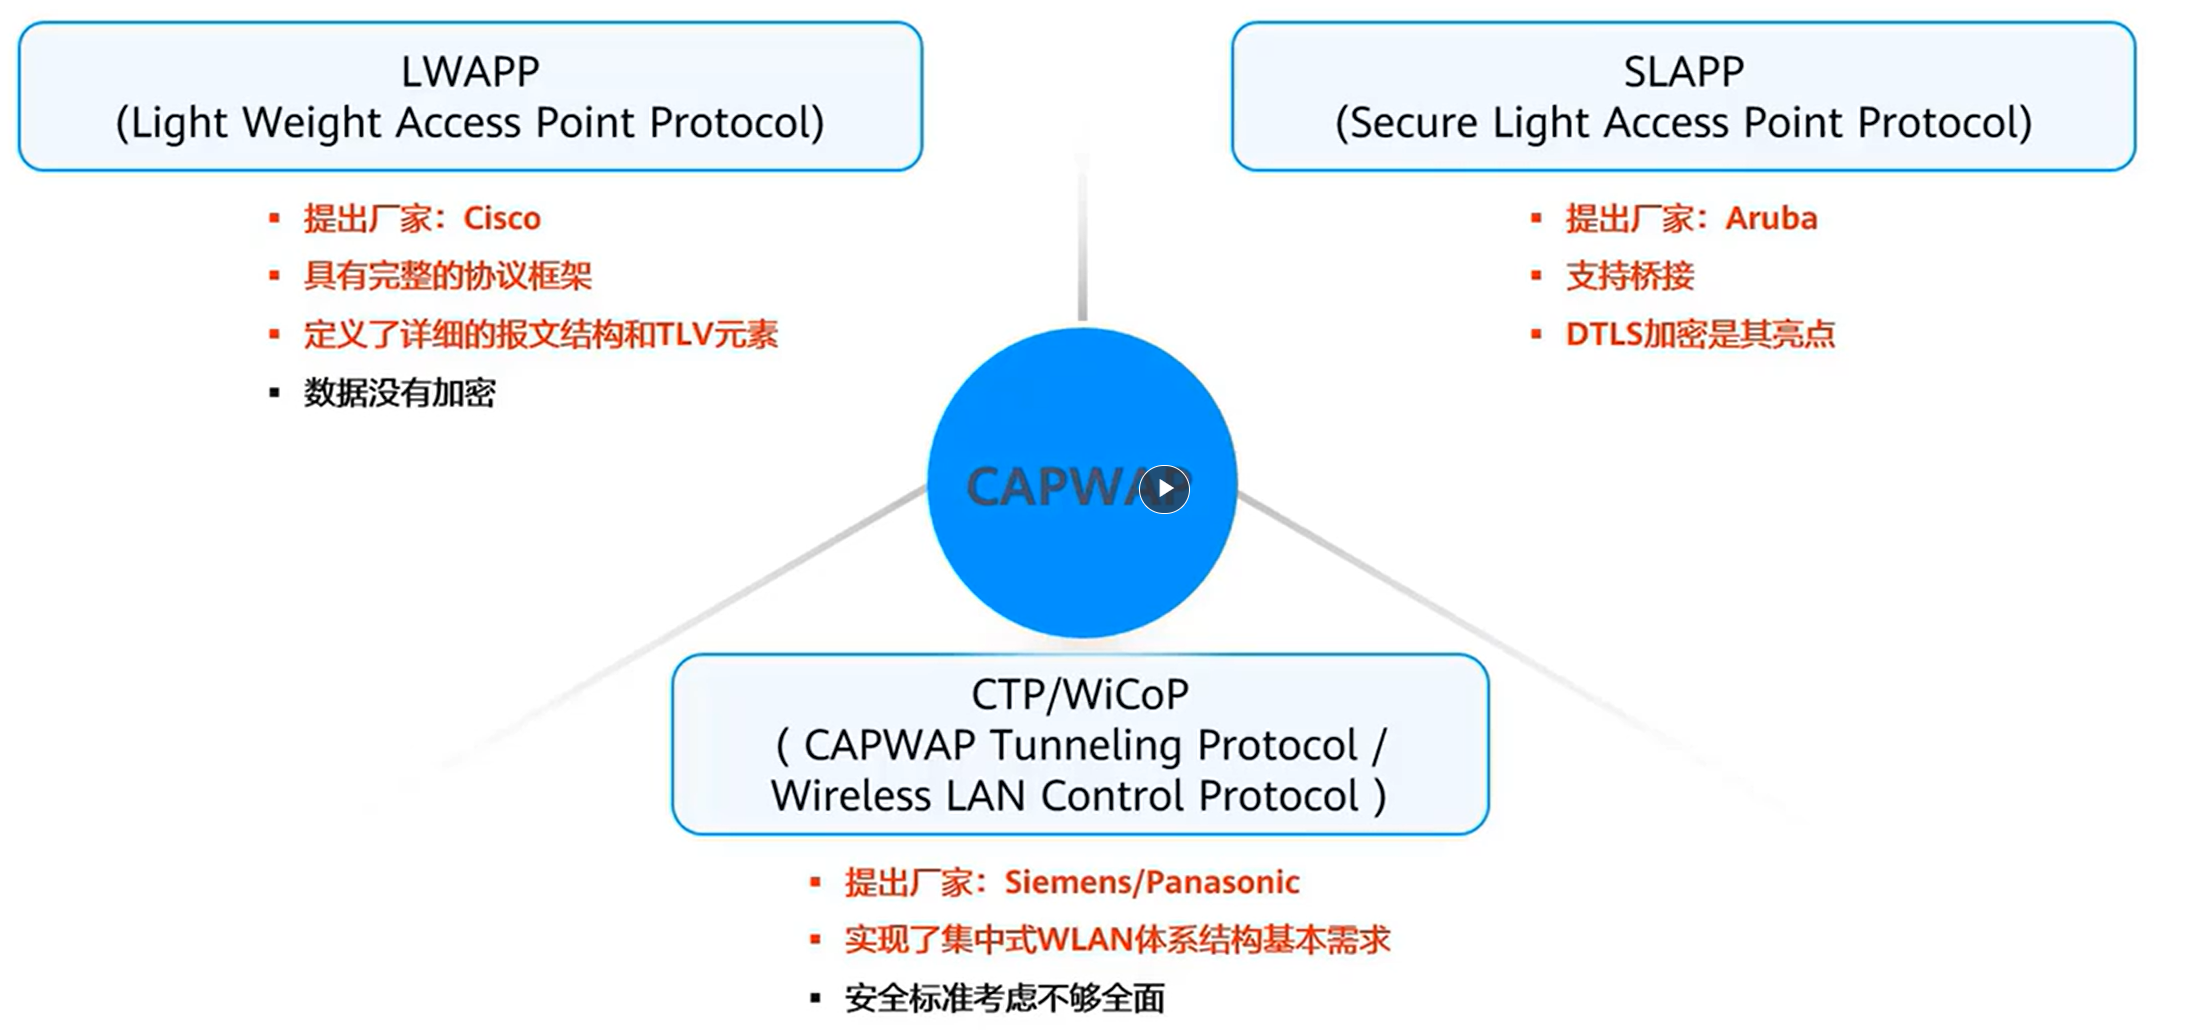 LWAPP
(Light Weight Access Point Protocol)
提出厂家：Cisco
具有完整的协议框架
定义了详细的报文结构和TLV元素
数据没有加密
SLAPP
(Secure Light Access Point Protocol)
提出厂家：Aruba
支持桥接
DTLS加密是其亮点
CAPWAP
CTP/WiCoP
( CAPWAP Tunneling Protocol /
Wireless LAN Control Protocol )
提出厂家：Siemens/Panasonic
实现了集中式WLAN体系结构基本需求
安全标准考虑不够全面